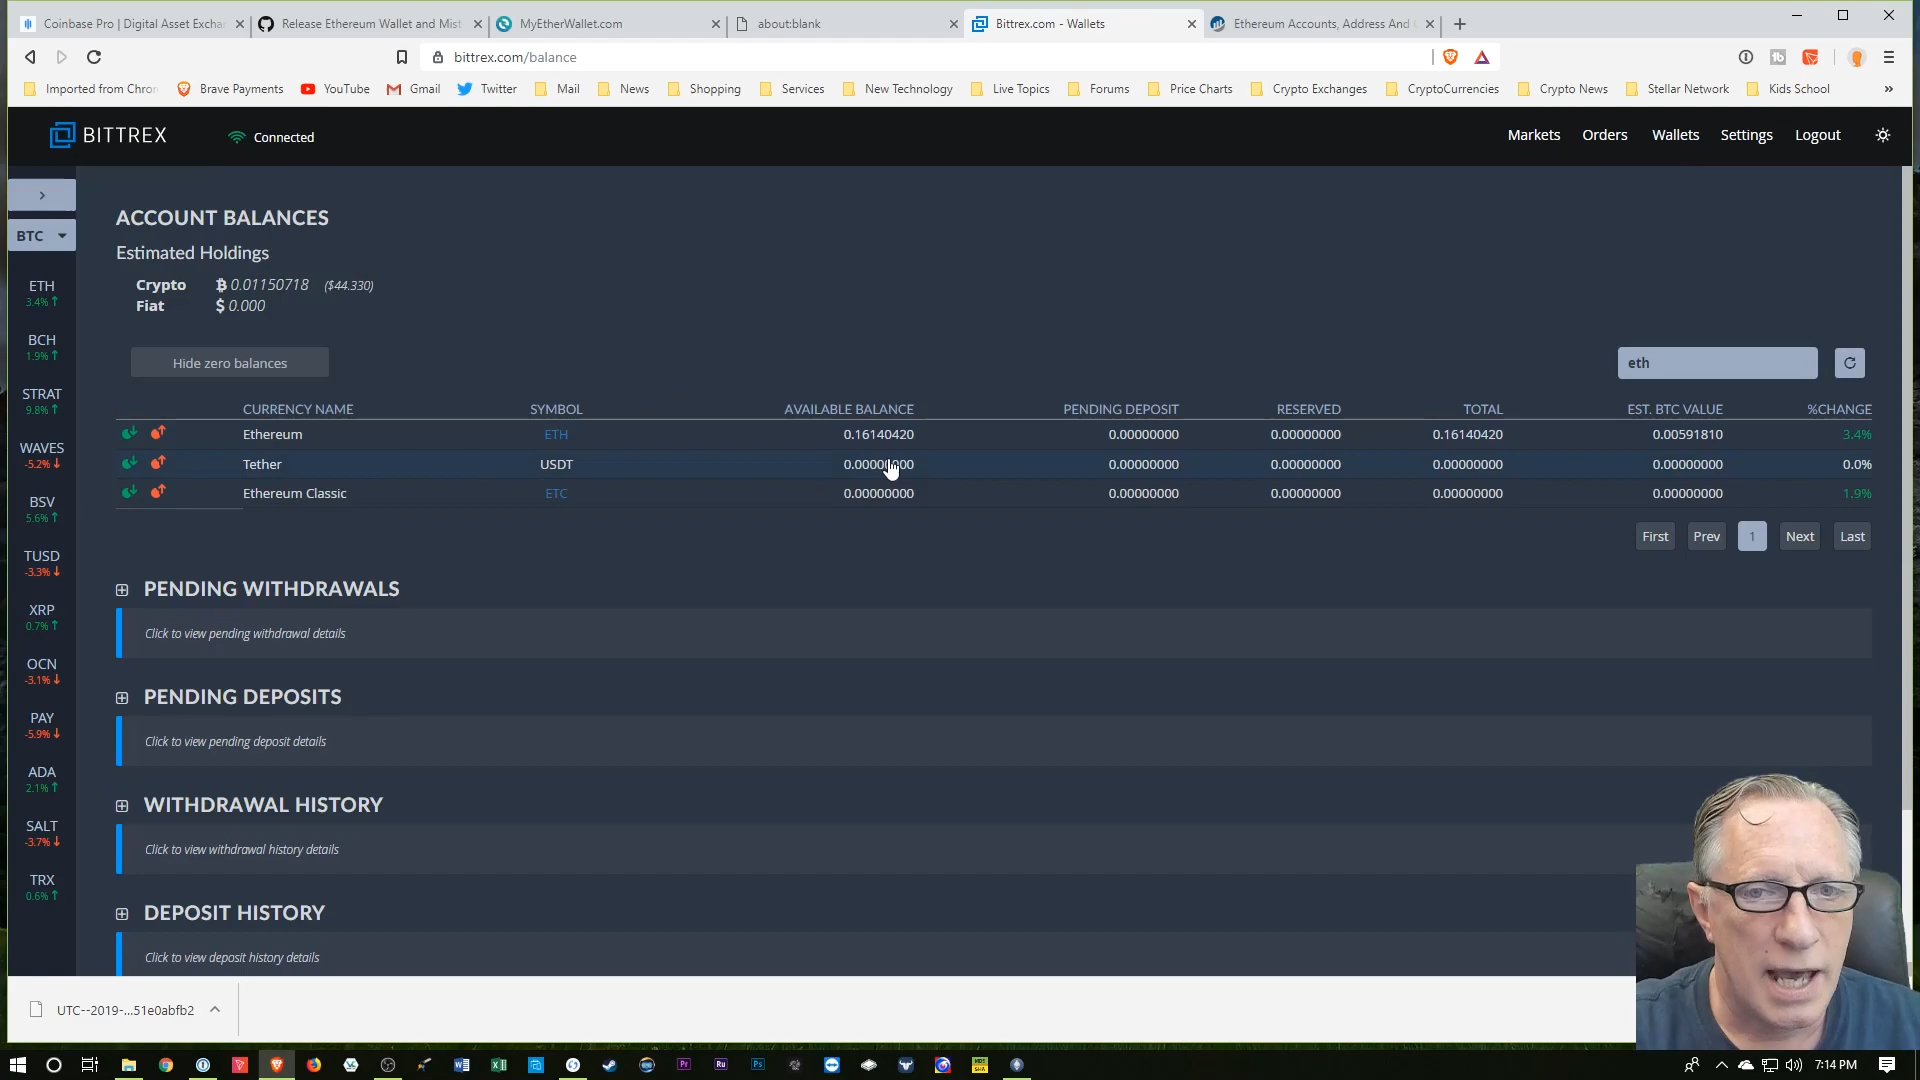 Coinbase Pro | Digital Asset Exchar
Release Ethereum Wallet and Mist
MyEtherWallet.com
about:blank
Bittrex.com - Wallets
Ethereum Accounts, Address And
bittrex.com/balance
Imported from Chron
Brave Payments
YouTube
Gmail
Twitter
Mail
News
Shopping
Services
New Technology
Live Topics
Forums
Price Charts
Crypto Exchanges
CryptoCurrencies
Crypto News
Stellar Network
Kids School
»
BITTREX
Connected
Markets
Orders
Wallets
Settings
Logout
BTC
ETH
3.4% ↑
BCH
1.9% ↑
STRAT
9.8% ↑
WAVES
-5.2% ↓
BSV
5.6% ↑
TUSD
-3.3% ↓
XRP
0.7% ↑
OCN
-3.1% ↓
PAY
-5.9% ↓
ADA
2.1% ↑
SALT
-3.7% ↓
TRX
0.6% ↑
ACCOUNT BALANCES
Estimated Holdings
Crypto ₿ 0.01150718 ($44.330)
Fiat $ 0.000
Hide zero balances
eth
CURRENCY NAME SYMBOL AVAILABLE BALANCE PENDING DEPOSIT RESERVED TOTAL EST. BTC VALUE %CHANGE
Ethereum ETH 0.16140420 0.00000000 0.00000000 0.16140420 0.00591810 3.4%
Tether USDT 0.00000000 0.00000000 0.00000000 0.00000000 0.00000000 0.0%
Ethereum Classic ETC 0.00000000 0.00000000 0.00000000 0.00000000 0.00000000 1.9%
First Prev 1 Next Last
PENDING WITHDRAWALS
Click to view pending withdrawal details
PENDING DEPOSITS
Click to view pending deposit details
WITHDRAWAL HISTORY
Click to view withdrawal history details
DEPOSIT HISTORY
Click to view deposit history details
UTC--2019-...51e0abfb2
7:14 PM